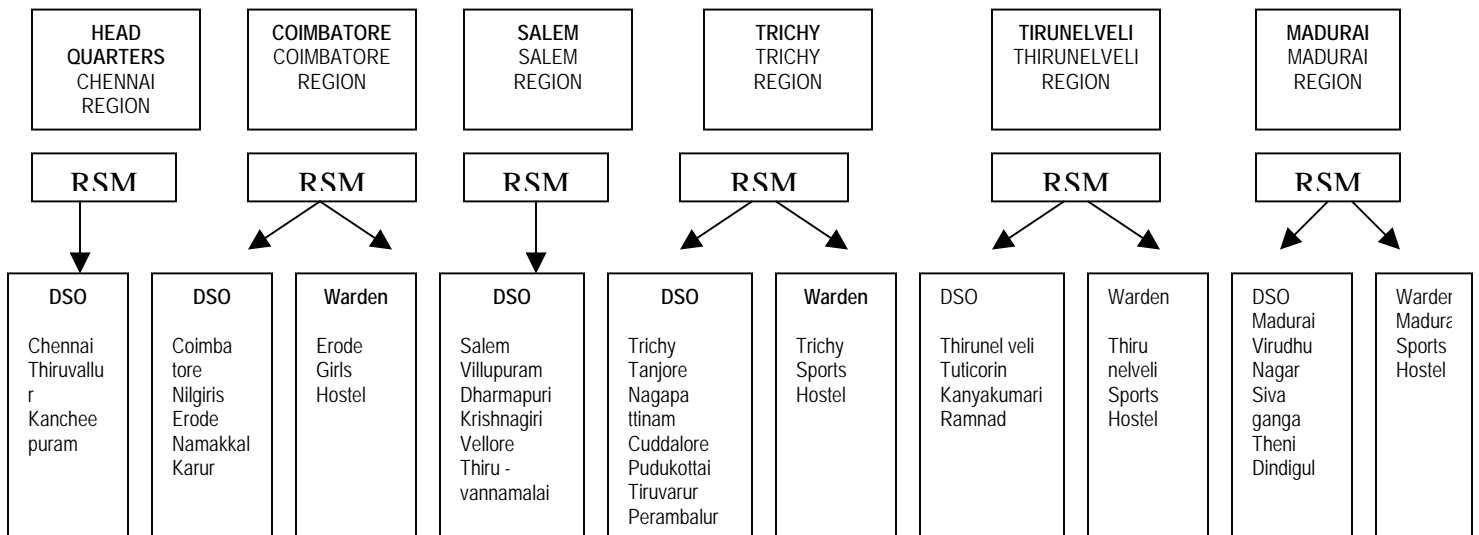 HEAD
QUARTERS
CHENNAI
REGION
COIMBATORE
COIMBATORE
REGION
SALEM
SALEM
REGION
TRICHY
TRICHY
REGION
TIRUNELVELI
THIRUNELVELI
REGION
MADURAI
MADURAI
REGION
RSM
RSM
RSM
RSM
RSM
RSM
DSO
Chennai
Thiruvallu
r
Kanchee
puram
DSO
Coimba
tore
Nilgiris
Erode
Namakkal
Karur
Warden
Erode
Girls
Hostel
DSO
Salem
Villupuram
Dharmapuri
Krishnagiri
Vellore
Thiru -
vannamalai
DSO
Trichy
Tanjore
Nagapa
ttinam
Cuddalore
Pudukottai
Tiruvarur
Perambalur
Warden
Trichy
Sports
Hostel
DSO
Thirunel veli
Tuticorin
Kanyakumari
Ramnad
Warden
Thiru
nelveli
Sports
Hostel
DSO
Madurai
Virudhu
Nagar
Siva
ganga
Theni
Dindigul
Warden
Madura
Sports
Hostel